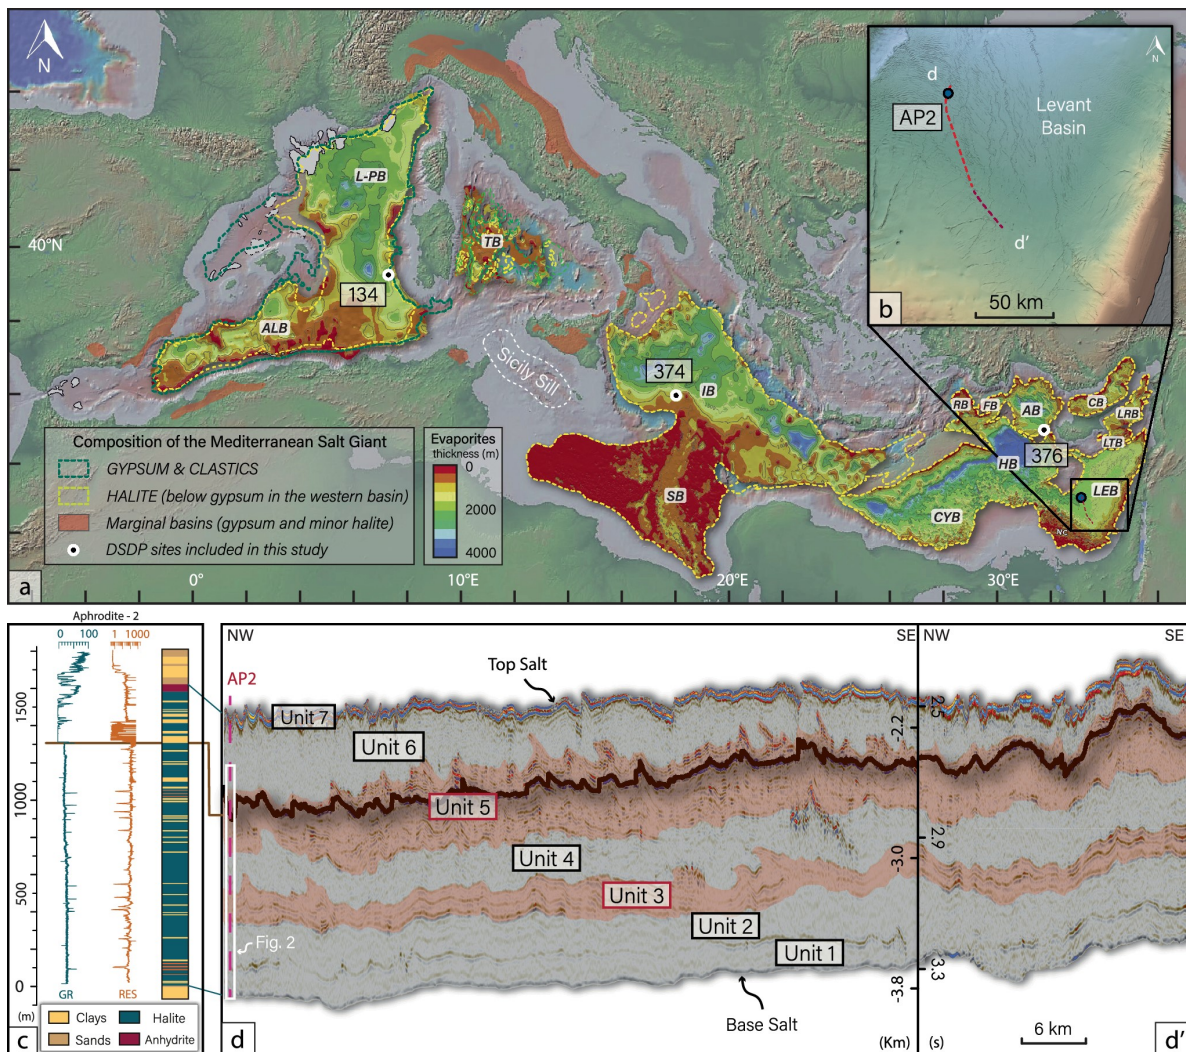 N
40°N
L-PB
TB
134
ALB
Sicily Sill
374
IB
SB
RB
FB
AB
CB
LRB
LTB
376
HB
LEB
CYB
d
AP2
Levant
Basin
d'
50 km
N
b
Composition of the Mediterranean Salt Giant
GYPSUM & CLASTICS
HALITE (below gypsum in the western basin)
Marginal basins (gypsum and minor halite)
DSDP sites included in this study
Evaporites
thickness (m)
0
2000
4000
a
0°
10°E
20°E
30°E
Aphrodite - 2
0 100
1 1000
1500
1000
500
0
(m)
GR
RES
Clays
Halite
Sands
Anhydrite
c
NW
SE
AP2
Top Salt
Unit 7
Unit 6
Unit 5
Unit 4
Unit 3
Unit 2
Unit 1
Fig. 2
Base Salt
-2.2
-3.0
-3.8
(Km)
d
NW
SE
2.5
2.9
3.3
(s)
6 km
d'